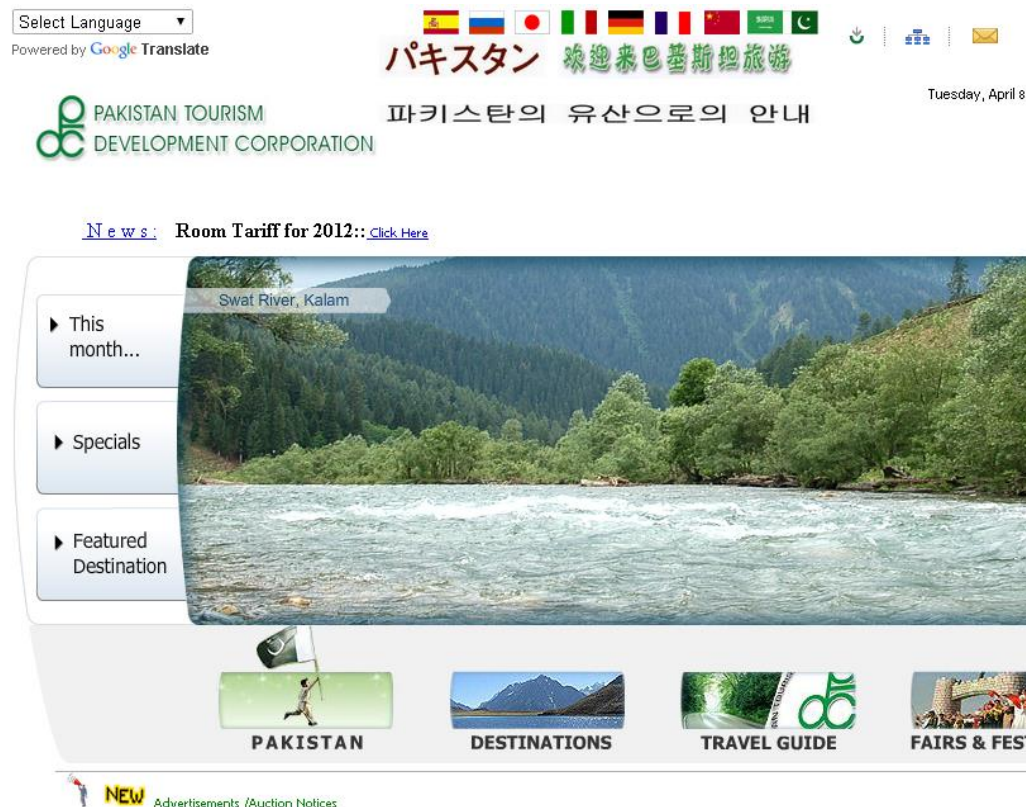 Select Language
Powered by Google Translate
パキスタン 欢迎来巴基斯坦旅游
Tuesday, April 8
PAKISTAN TOURISM
DEVELOPMENT CORPORATION
파키스탄의 유산으로의 안내
News: Room Tariff for 2012:: Click Here
Swat River, Kalam
This
month...
Specials
Featured
Destination
PAKISTAN
DESTINATIONS
TRAVEL GUIDE
FAIRS & FES
NEW Advertisements /Auction Notices